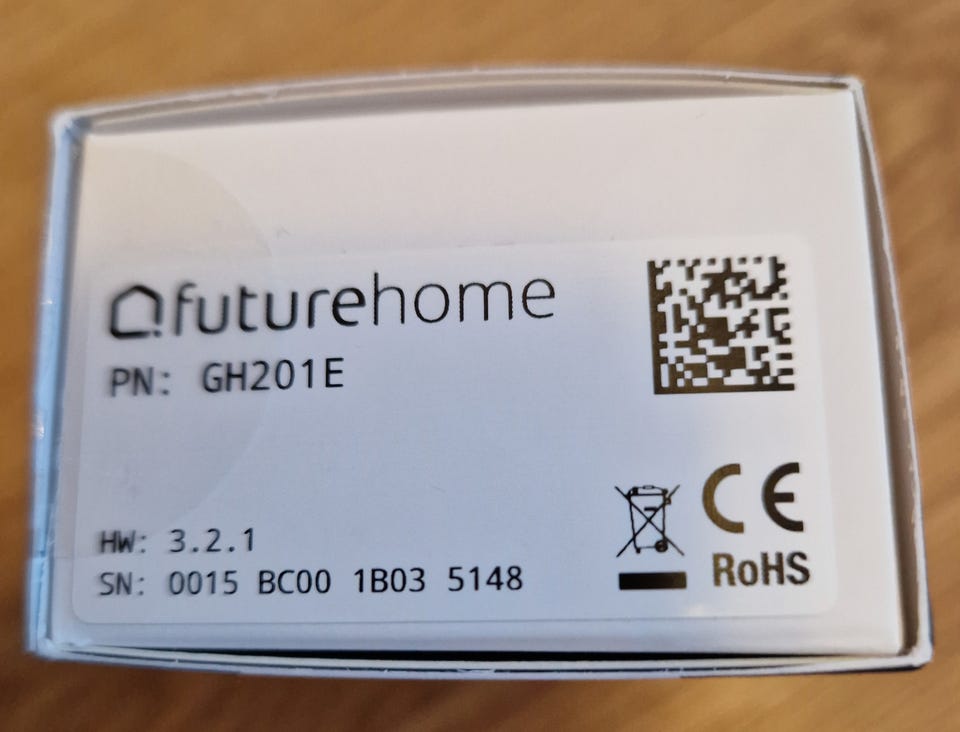 futurehome
PN: GH201E
HW: 3.2.1
SN: 0015 BC00 1B03 5148
CE
RoHS